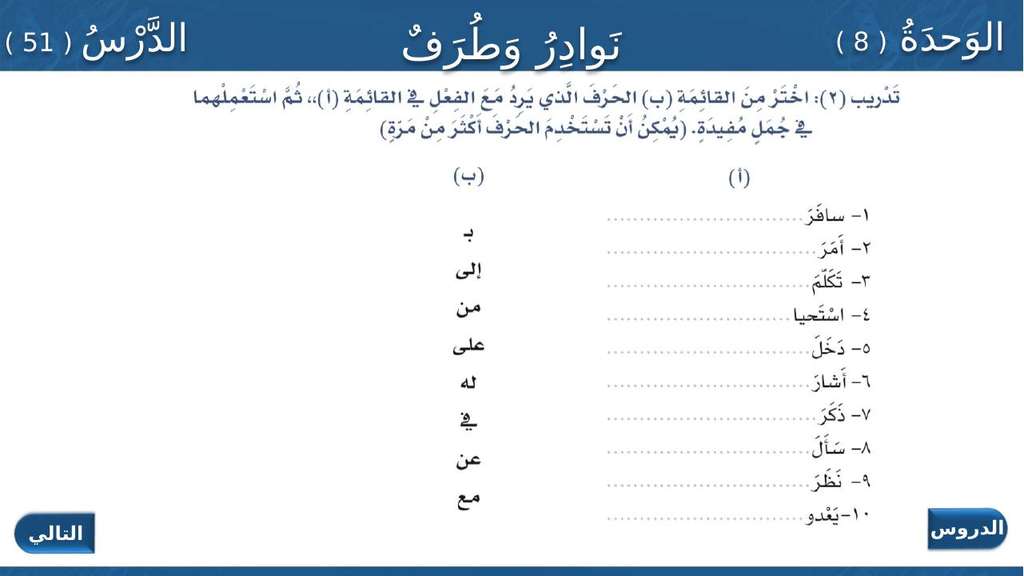 الوَحدَةُ ( 8 )
نَوادِرُ وَطُرَفٌ
الدَّرْسُ ( 51 )
تَدْريب (٢): اخْتَرْ مِنَ القائِمَةِ (ب) الحَرْفَ الَّذي يَرِدُ مَعَ الفِعْلِ في القائِمَةِ (أ)،، ثُمَّ اسْتَعْمِلْهما
في جُمَلٍ مُفيدَةٍ. (يُمْكِنُ أَنْ تَسْتَخْدِمَ الحَرْفَ أَكْثَرَ مِنْ مَرّةٍ)
(أ)
(ب)
١- سافَرَ ..............................
٢- أَمَرَ ..............................
٣- تَكَلّمَ ..............................
٤- اسْتَحيا ..............................
٥- دَخَلَ ..............................
٦- أَشارَ ..............................
٧- ذَكَرَ ..............................
٨- سَأَلَ ..............................
٩- نَظَرَ ..............................
١٠-يَعْدو ..............................
بـ
إلى
من
على
له
في
عن
مع
الدروس
التالي